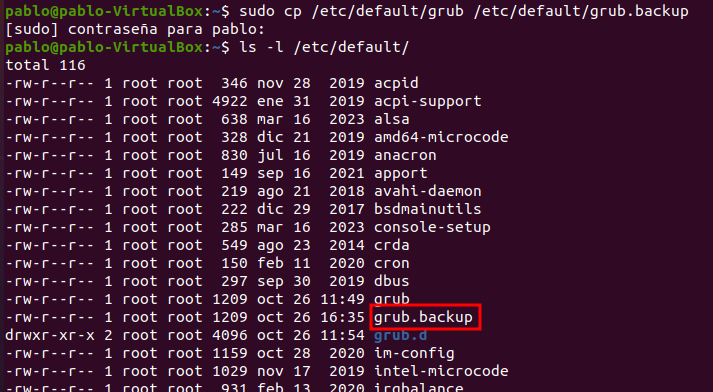 pablo@pablo-VirtualBox:~$ sudo cp /etc/default/grub /etc/default/grub.backup
[sudo] contraseña para pablo:
pablo@pablo-VirtualBox:~$ ls -l /etc/default/
total 116
-rw-r--r-- 1 root root  346 nov 28  2019 acpid
-rw-r--r-- 1 root root 4922 ene 31  2019 acpi-support
-rw-r--r-- 1 root root  638 mar 16  2023 alsa
-rw-r--r-- 1 root root  328 dic 21  2019 amd64-microcode
-rw-r--r-- 1 root root  830 jul 16  2019 anacron
-rw-r--r-- 1 root root  149 sep 16  2021 apport
-rw-r--r-- 1 root root  219 ago 21  2018 avahi-daemon
-rw-r--r-- 1 root root  222 dic 29  2017 bsdmainutils
-rw-r--r-- 1 root root  285 mar 16  2023 console-setup
-rw-r--r-- 1 root root  549 ago 23  2014 crda
-rw-r--r-- 1 root root  150 feb 11  2020 cron
-rw-r--r-- 1 root root  297 sep 30  2019 dbus
-rw-r--r-- 1 root root 1209 oct 26 11:49 grub
-rw-r--r-- 1 root root 1209 oct 26 16:35 grub.backup
drwxr-xr-x 2 root root 4096 oct 26 11:54 grub.d
-rw-r--r-- 1 root root 1159 oct 28  2020 im-config
-rw-r--r-- 1 root root 1029 nov 17  2019 intel-microcode
-rw-r--r-- 1 root root  931 feb 13  2020 irqbalance